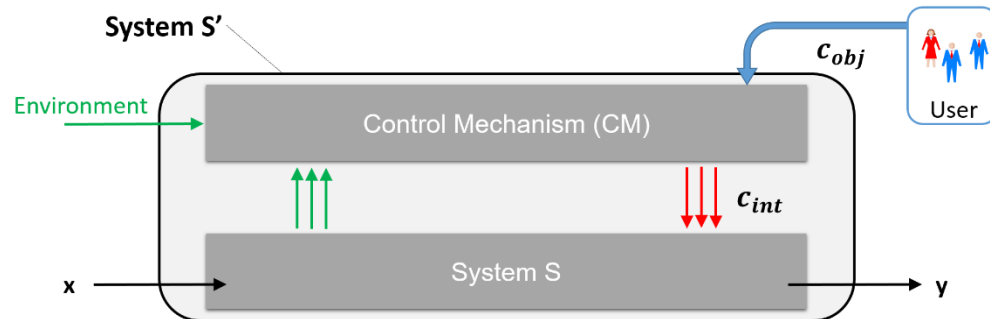 System S’
c_obj
User
Environment
Control Mechanism (CM)
c_int
System S
x
y